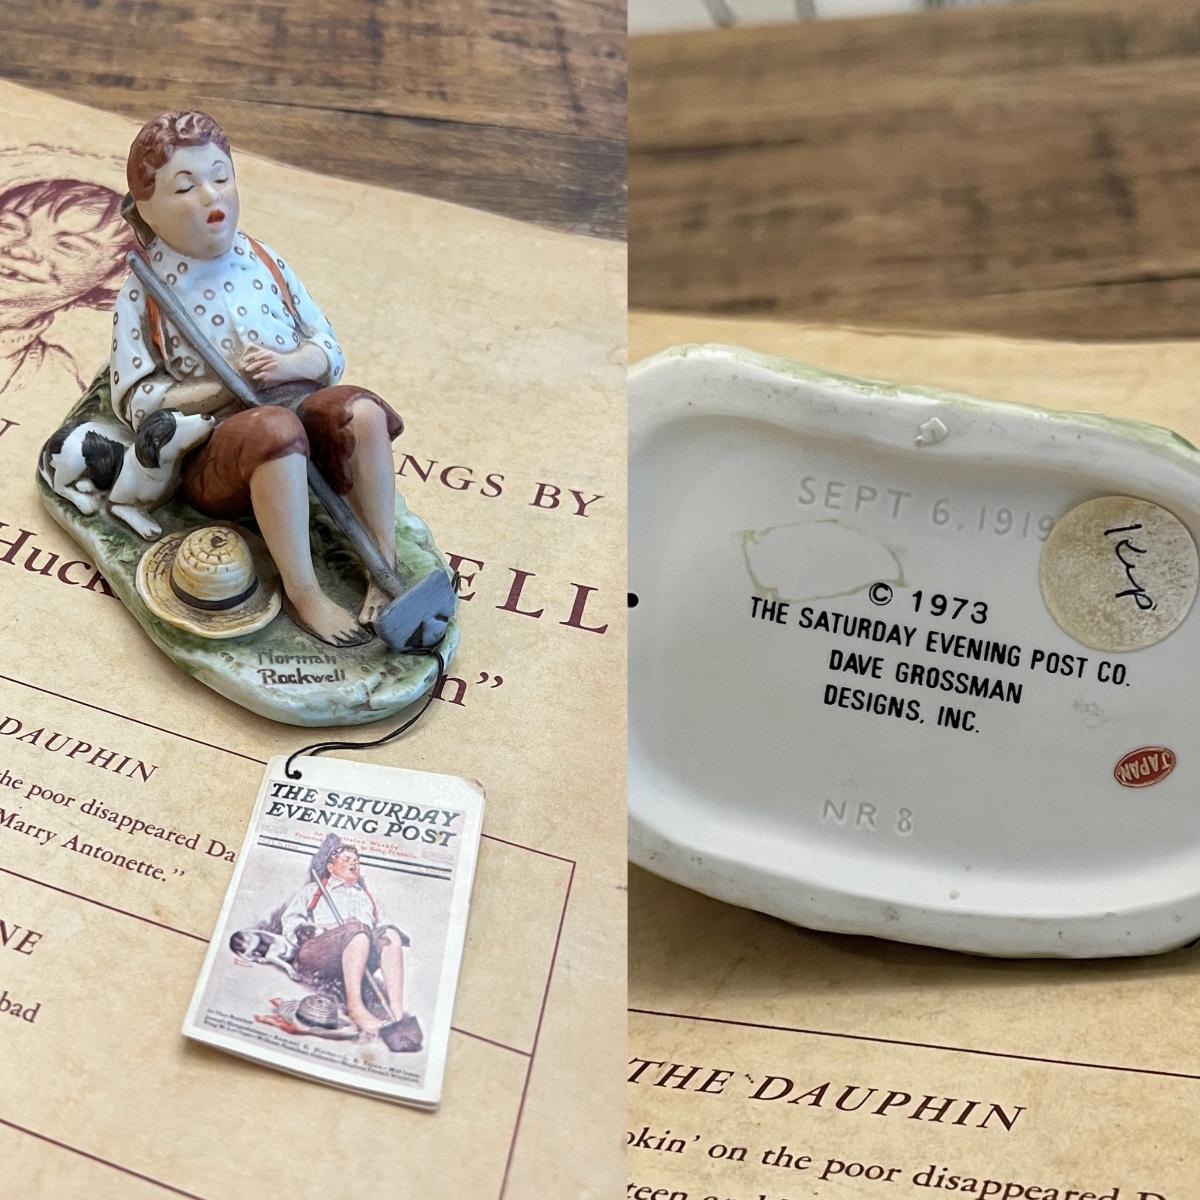 NGS BY
Huck
ELL
n”
DAUPHIN
he poor disappeared Da
Marry Antonette.”
NE
bad
Norman
Rockwell
THE SATURDAY
EVENING POST
SEPT 6, 1919
Kip
© 1973
THE SATURDAY EVENING POST CO.
DAVE GROSSMAN
DESIGNS, INC.
JAPAN
NR 8
THE DAUPHIN
okin’ on the poor disappeared D